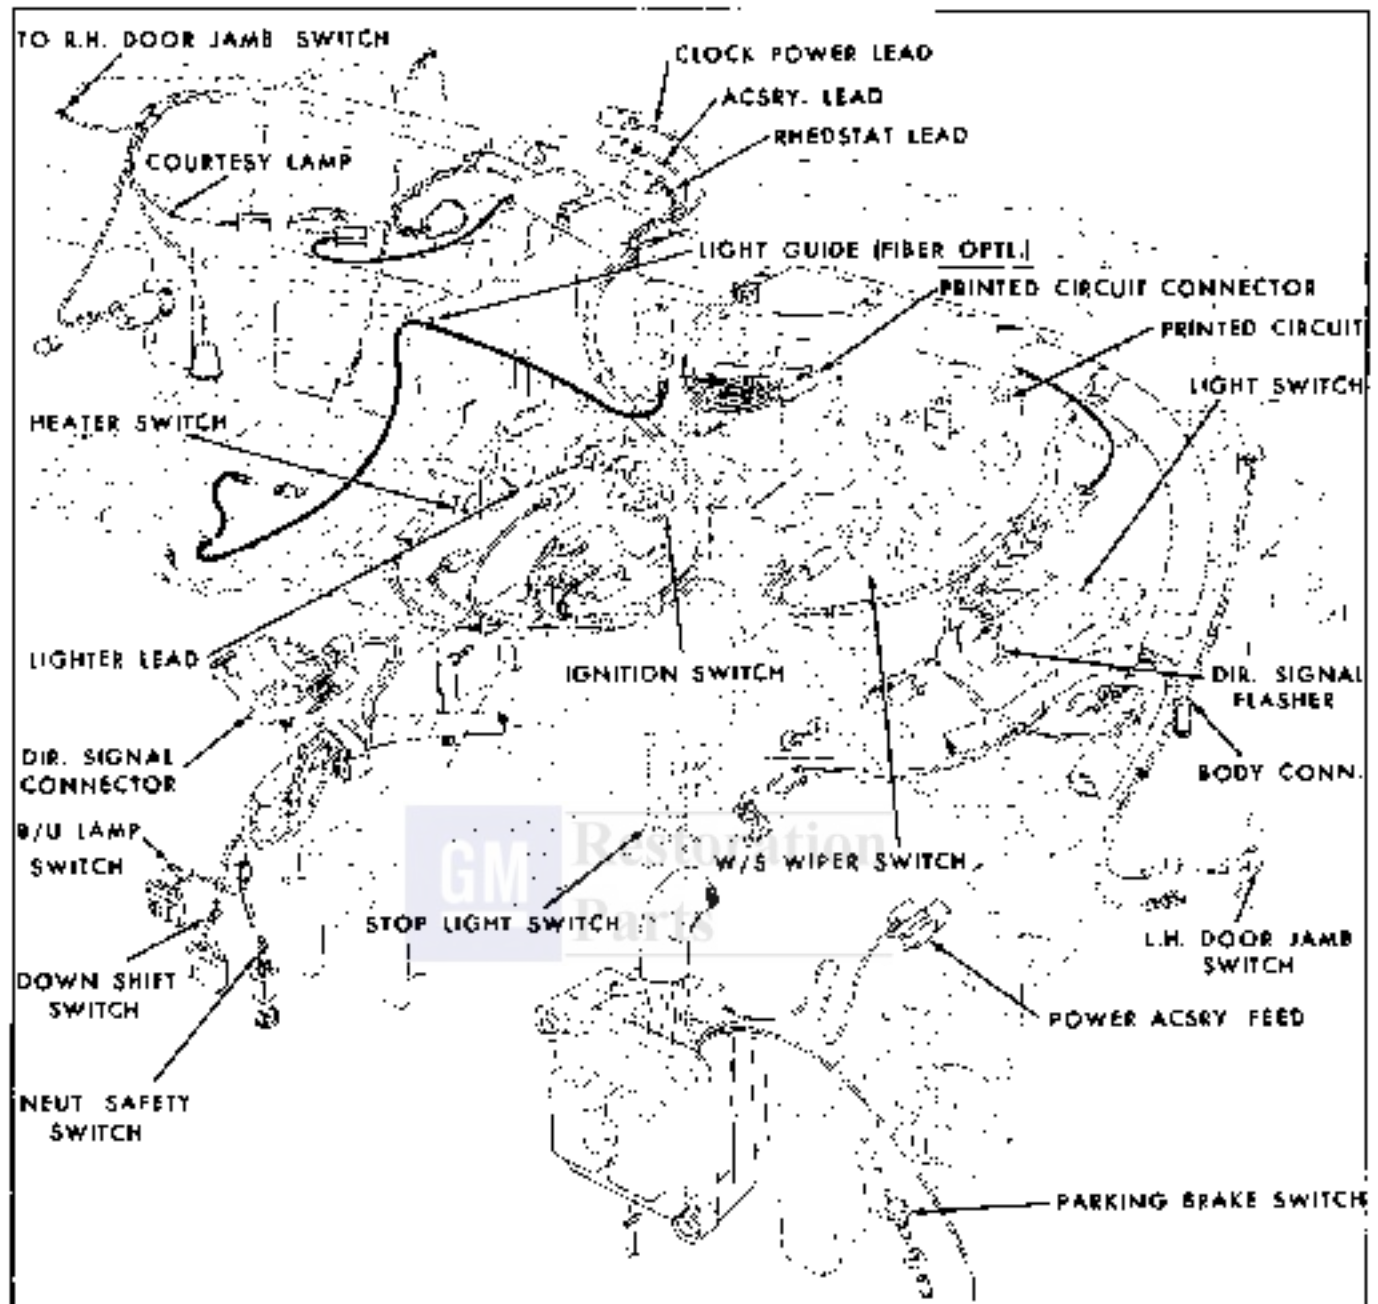 TO R.H. DOOR JAMB SWITCH
CLOCK POWER LEAD
ACSRY. LEAD
RHEDSTAT LEAD
COURTESY LAMP
LIGHT GUIDE (FIBER OPTL.)
PRINTED CIRCUIT CONNECTOR
PRINTED CIRCUIT
LIGHT SWITCH
HEATER SWITCH
LIGHTER LEAD
IGNITION SWITCH
DIR. SIGNAL
FLASHER
DIR. SIGNAL
CONNECTOR
BODY CONN.
B/U LAMP
SWITCH
GM Restoration
Parts
W/S WIPER SWITCH
STOP LIGHT SWITCH
L.H. DOOR JAMB
SWITCH
DOWN SHIFT
SWITCH
POWER ACSRY FEED
NEUT SAFETY
SWITCH
PARKING BRAKE SWITCH